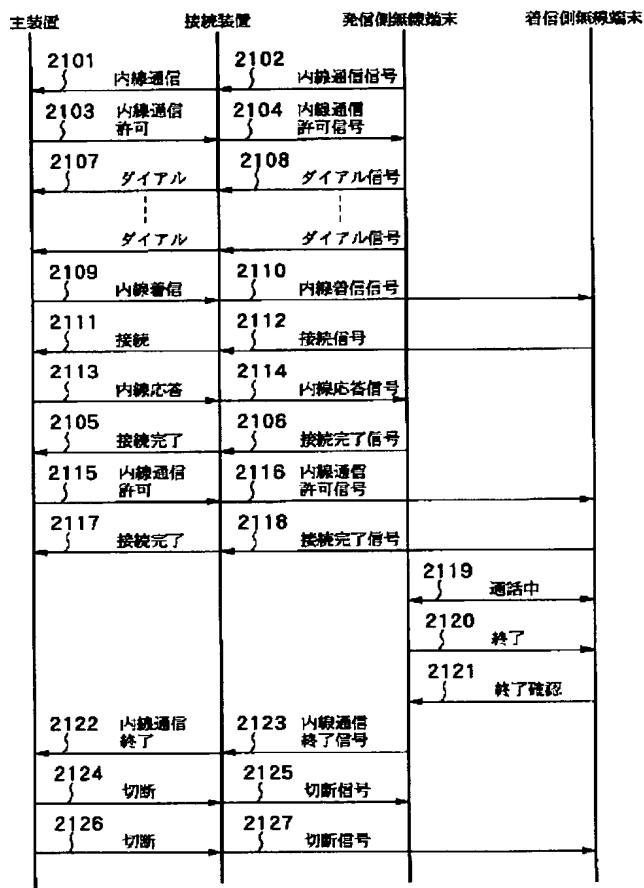 主装置 接続装置 発信側無線端末 着信側無線端末
2101 内線通信 2102 内線通信信号
2103 内線通信 2104 内線通信
許可 許可信号
2107 ダイアル 2108 ダイアル信号
ダイアル ダイアル信号
2109 内線着信 2110 内線着信信号
2111 接続 2112 接続信号
2113 内線応答 2114 内線応答信号
2105 接続完了 2106 接続完了信号
2115 内線通信 2116 内線通信
許可 許可信号
2117 接続完了 2118 接続完了信号
2119 通話中
2120 終了
2121 終了確認
2122 内線通信 2123 内線通信
終了 終了信号
2124 切断 2125 切断信号
2126 切断 2127 切断信号